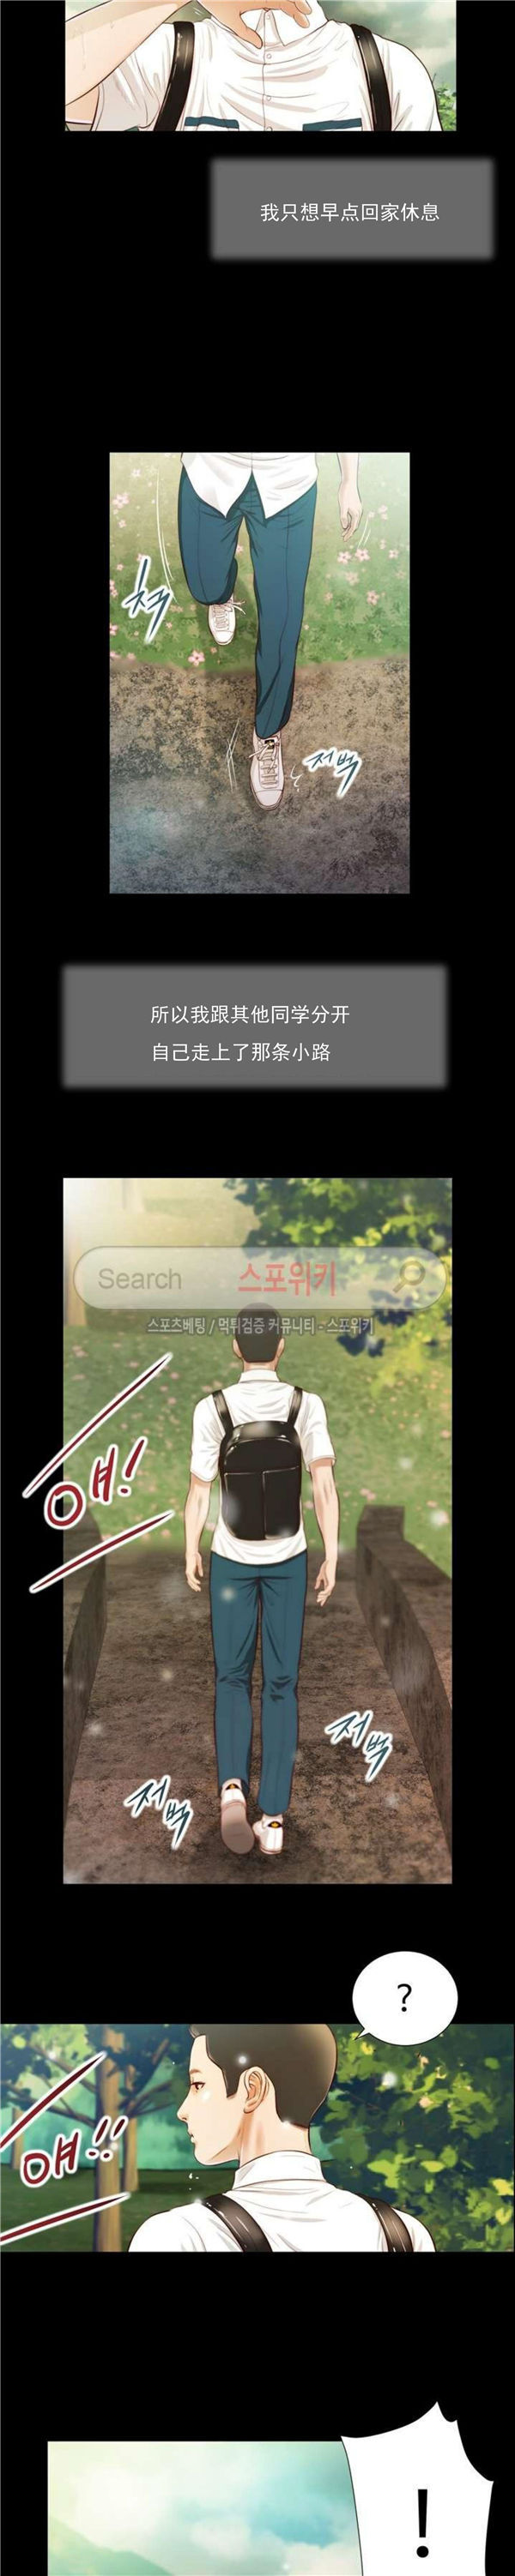 我只想早点回家休息
척
저벅
所以我跟其他同学分开
自己走上了那条小路
Search 스포위키
스포츠베팅 / 먹튀검증 커뮤니티 - 스포위키
얘!
저벅
저벅
?
얘!!
!